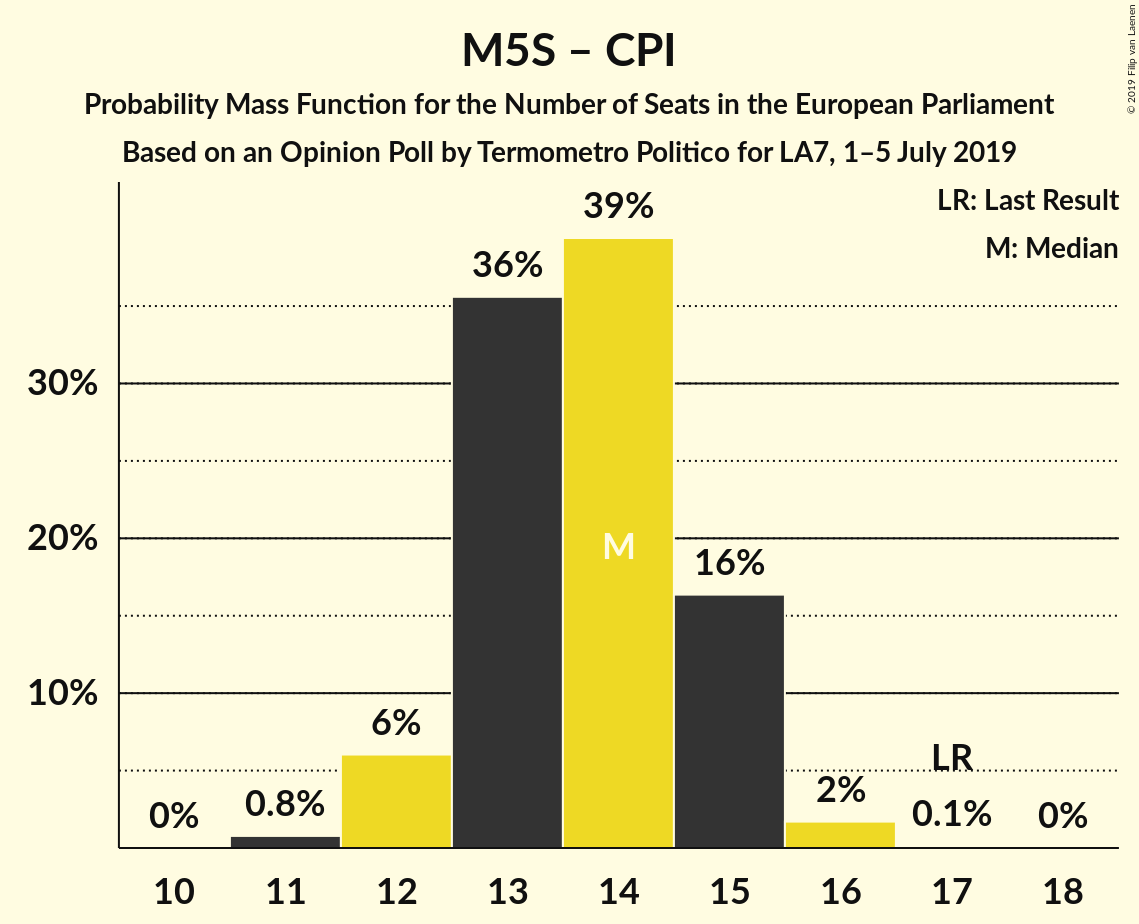 M5S – CPI
Probability Mass Function for the Number of Seats in the European Parliament
Based on an Opinion Poll by Termometro Politico for LA7, 1–5 July 2019
© 2019 Filip van Laenen
LR: Last Result
M: Median
39%
36%
30%
20%
M
16%
10%
6%
LR
2%
0.8%
0.1%
0%
0%
10 11 12 13 14 15 16 17 18